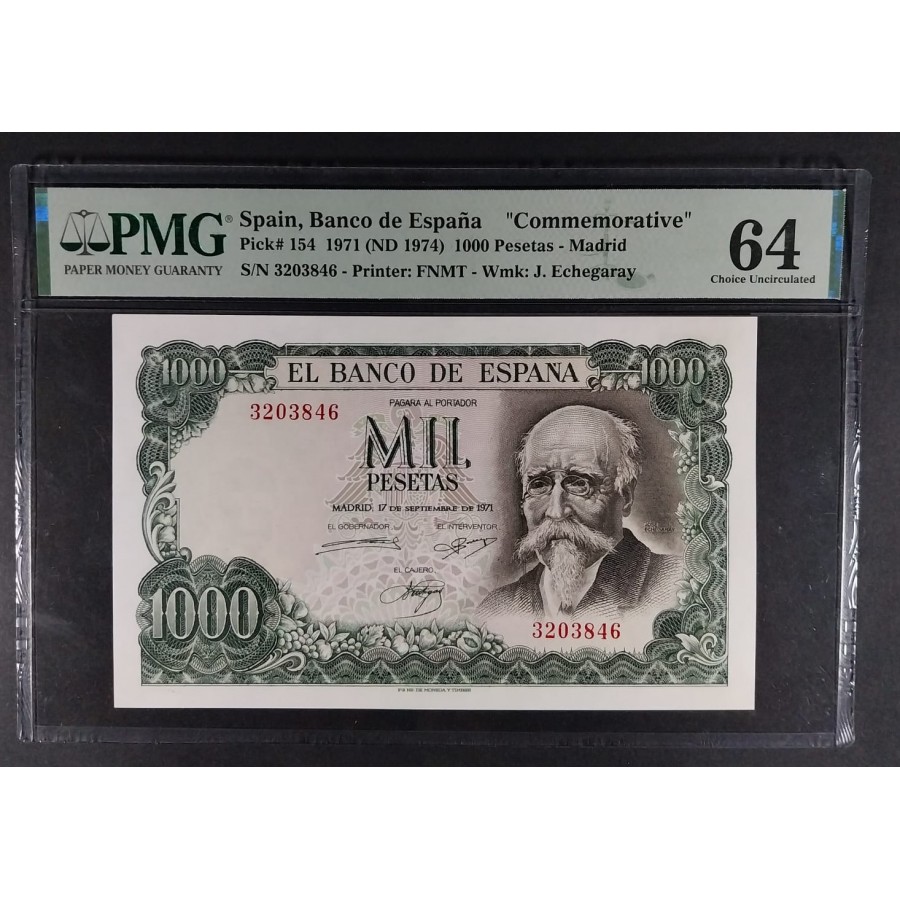 PMG®
PAPER MONEY GUARANTY
Spain, Banco de España "Commemorative"
Pick# 154 1971 (ND 1974) 1000 Pesetas - Madrid
S/N 3203846 - Printer: FNMT - Wmk: J. Echegaray
64
Choice Uncirculated
1000
EL BANCO DE ESPAÑA
1000
3203846
PAGARA AL PORTADOR
MIL
PESETAS
MADRID, 17 DE SEPTIEMBRE DE 1971
EL GOBERNADOR
EL INTERVENTOR
EL CAJERO,
1000
3203846